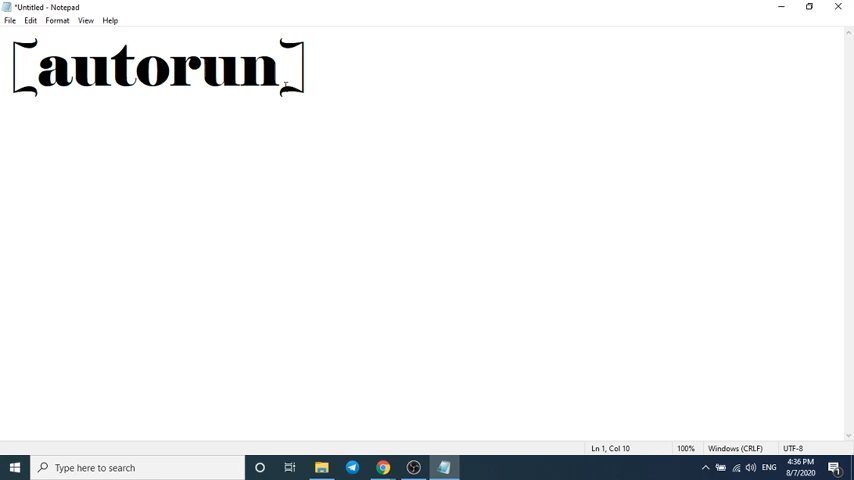 *Untitled - Notepad
File Edit Format View Help
[autorun]
Ln 1, Col 10 100% Windows (CRLF) UTF-8
Type here to search
ENG
4:36 PM
8/7/2020
1